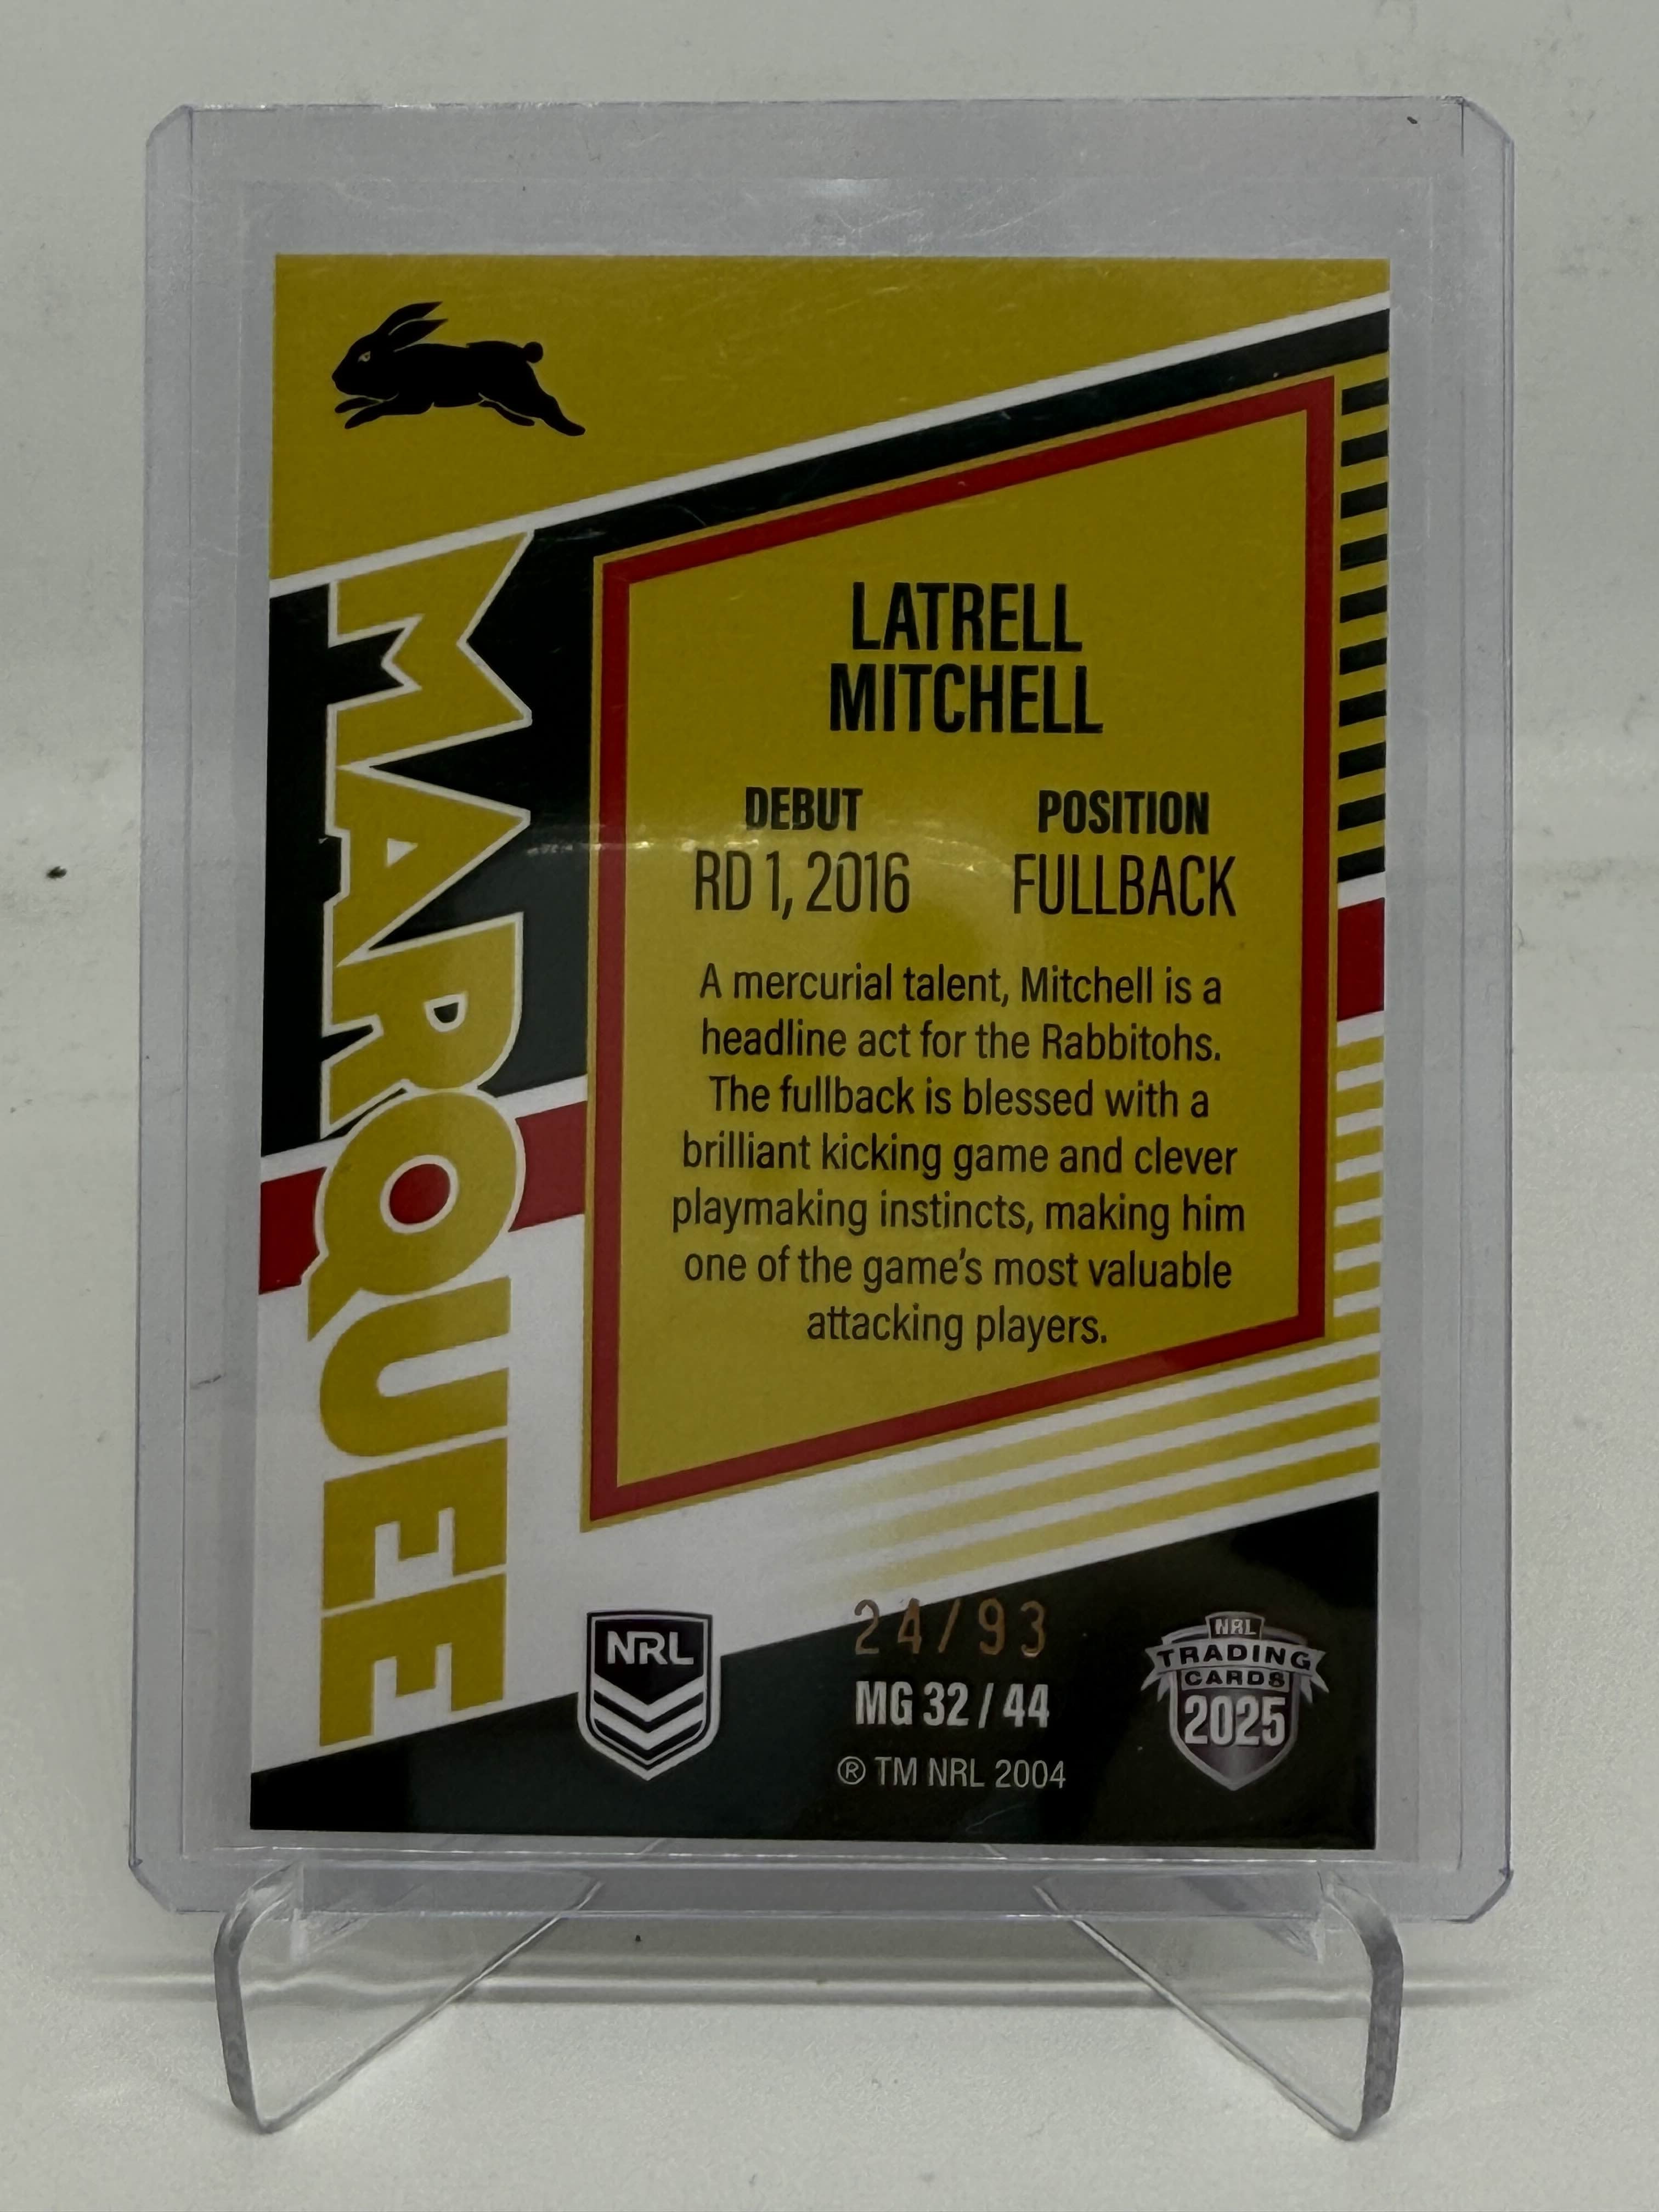 MARQUEE
LATRELL
MITCHELL
DEBUT
RD 1, 2016
POSITION
FULLBACK
A mercurial talent, Mitchell is a
headline act for the Rabbitohs.
The fullback is blessed with a
brilliant kicking game and clever
playmaking instincts, making him
one of the game's most valuable
attacking players.
NRL
24/93
MG 32 / 44
® TM NRL 2004
NRL
TRADING
CARDS
2025